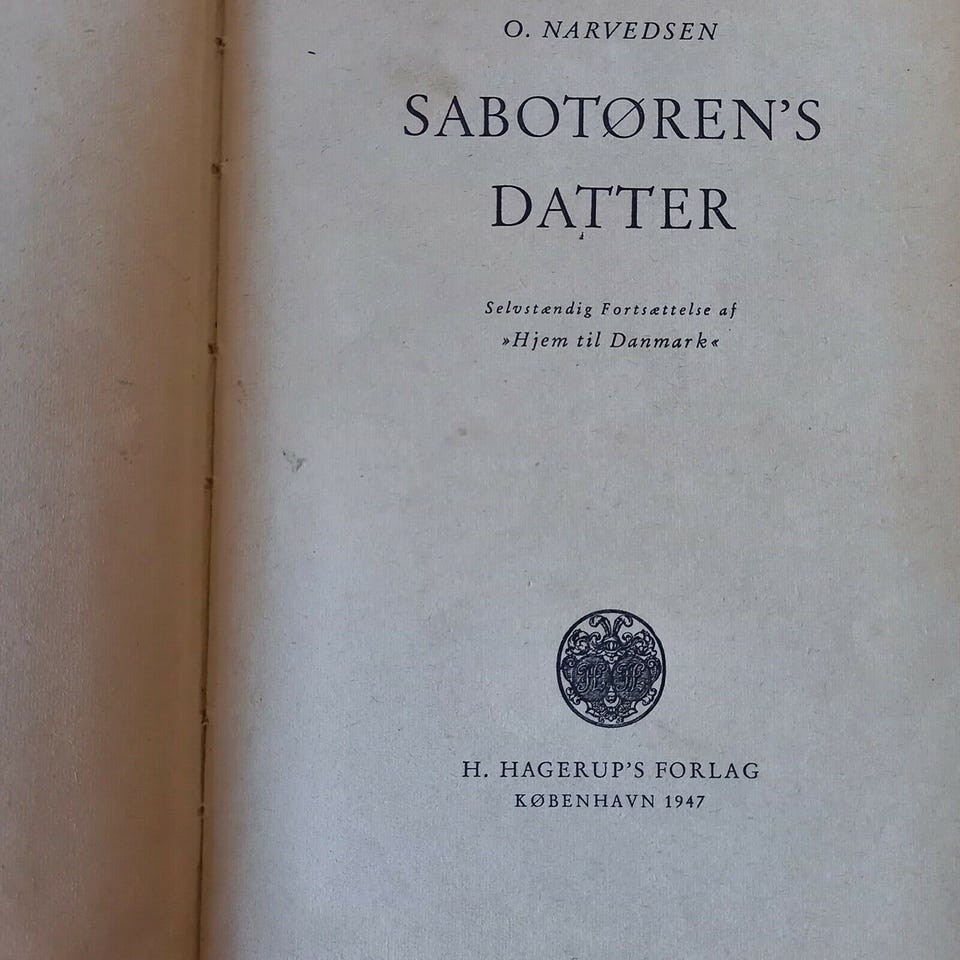 O. NARVEDSEN
SABOTØREN'S
DATTER
Selvstændig Fortsættelse af
»Hjem til Danmark«
H H
H. HAGERUP'S FORLAG
KØBENHAVN 1947